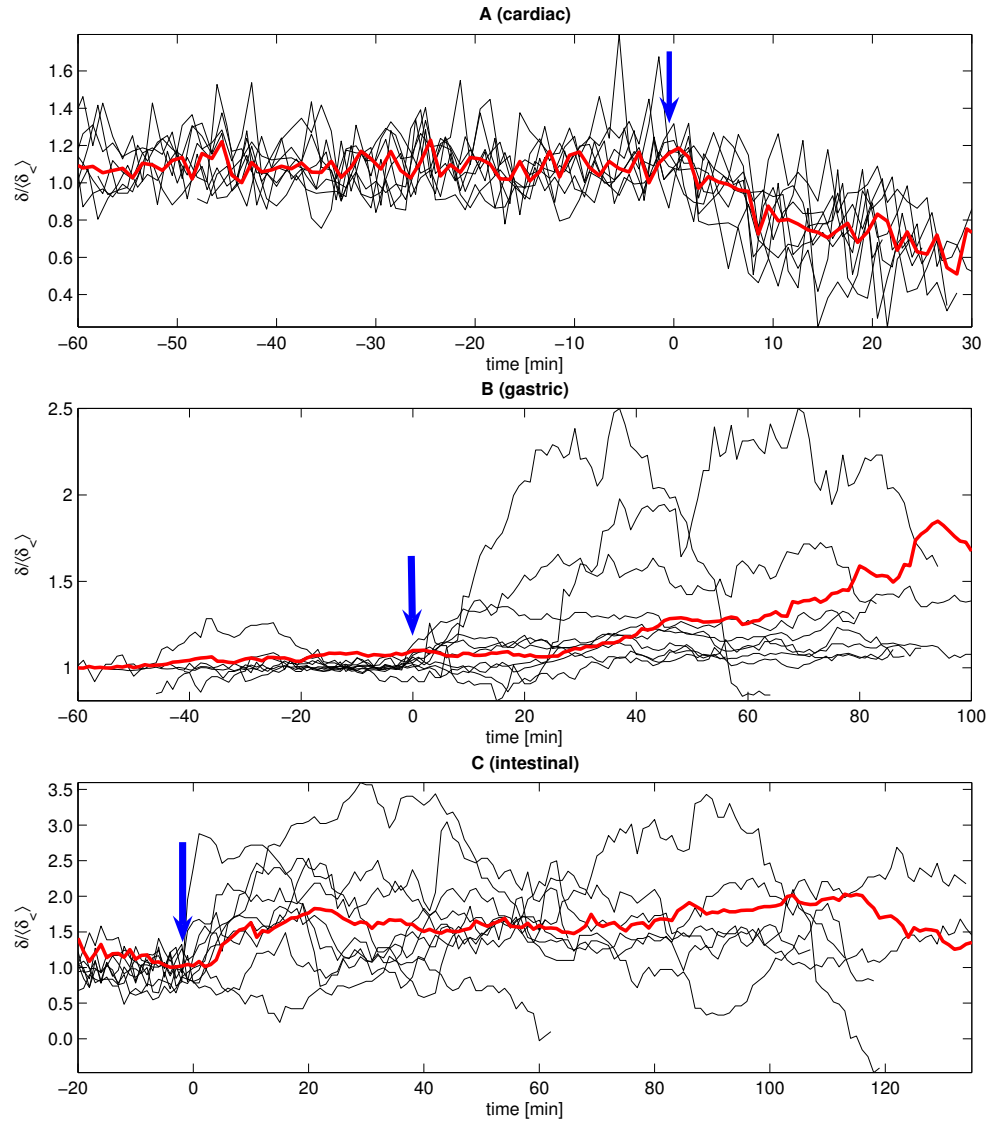 A (cardiac)
1.6
1.4
1.2
1.0
0.8
0.6
0.4
δ/⟨δ<⟩
−60 −50 −40 −30 −20 −10 0 10 20 30
time [min]
B (gastric)
2.5
2
1.5
1
δ/⟨δ<⟩
−60 −40 −20 0 20 40 60 80 100
time [min]
C (intestinal)
3.5
3.0
2.5
2.0
1.5
1.0
0.5
0.0
δ/⟨δ<⟩
−20 0 20 40 60 80 100 120
time [min]